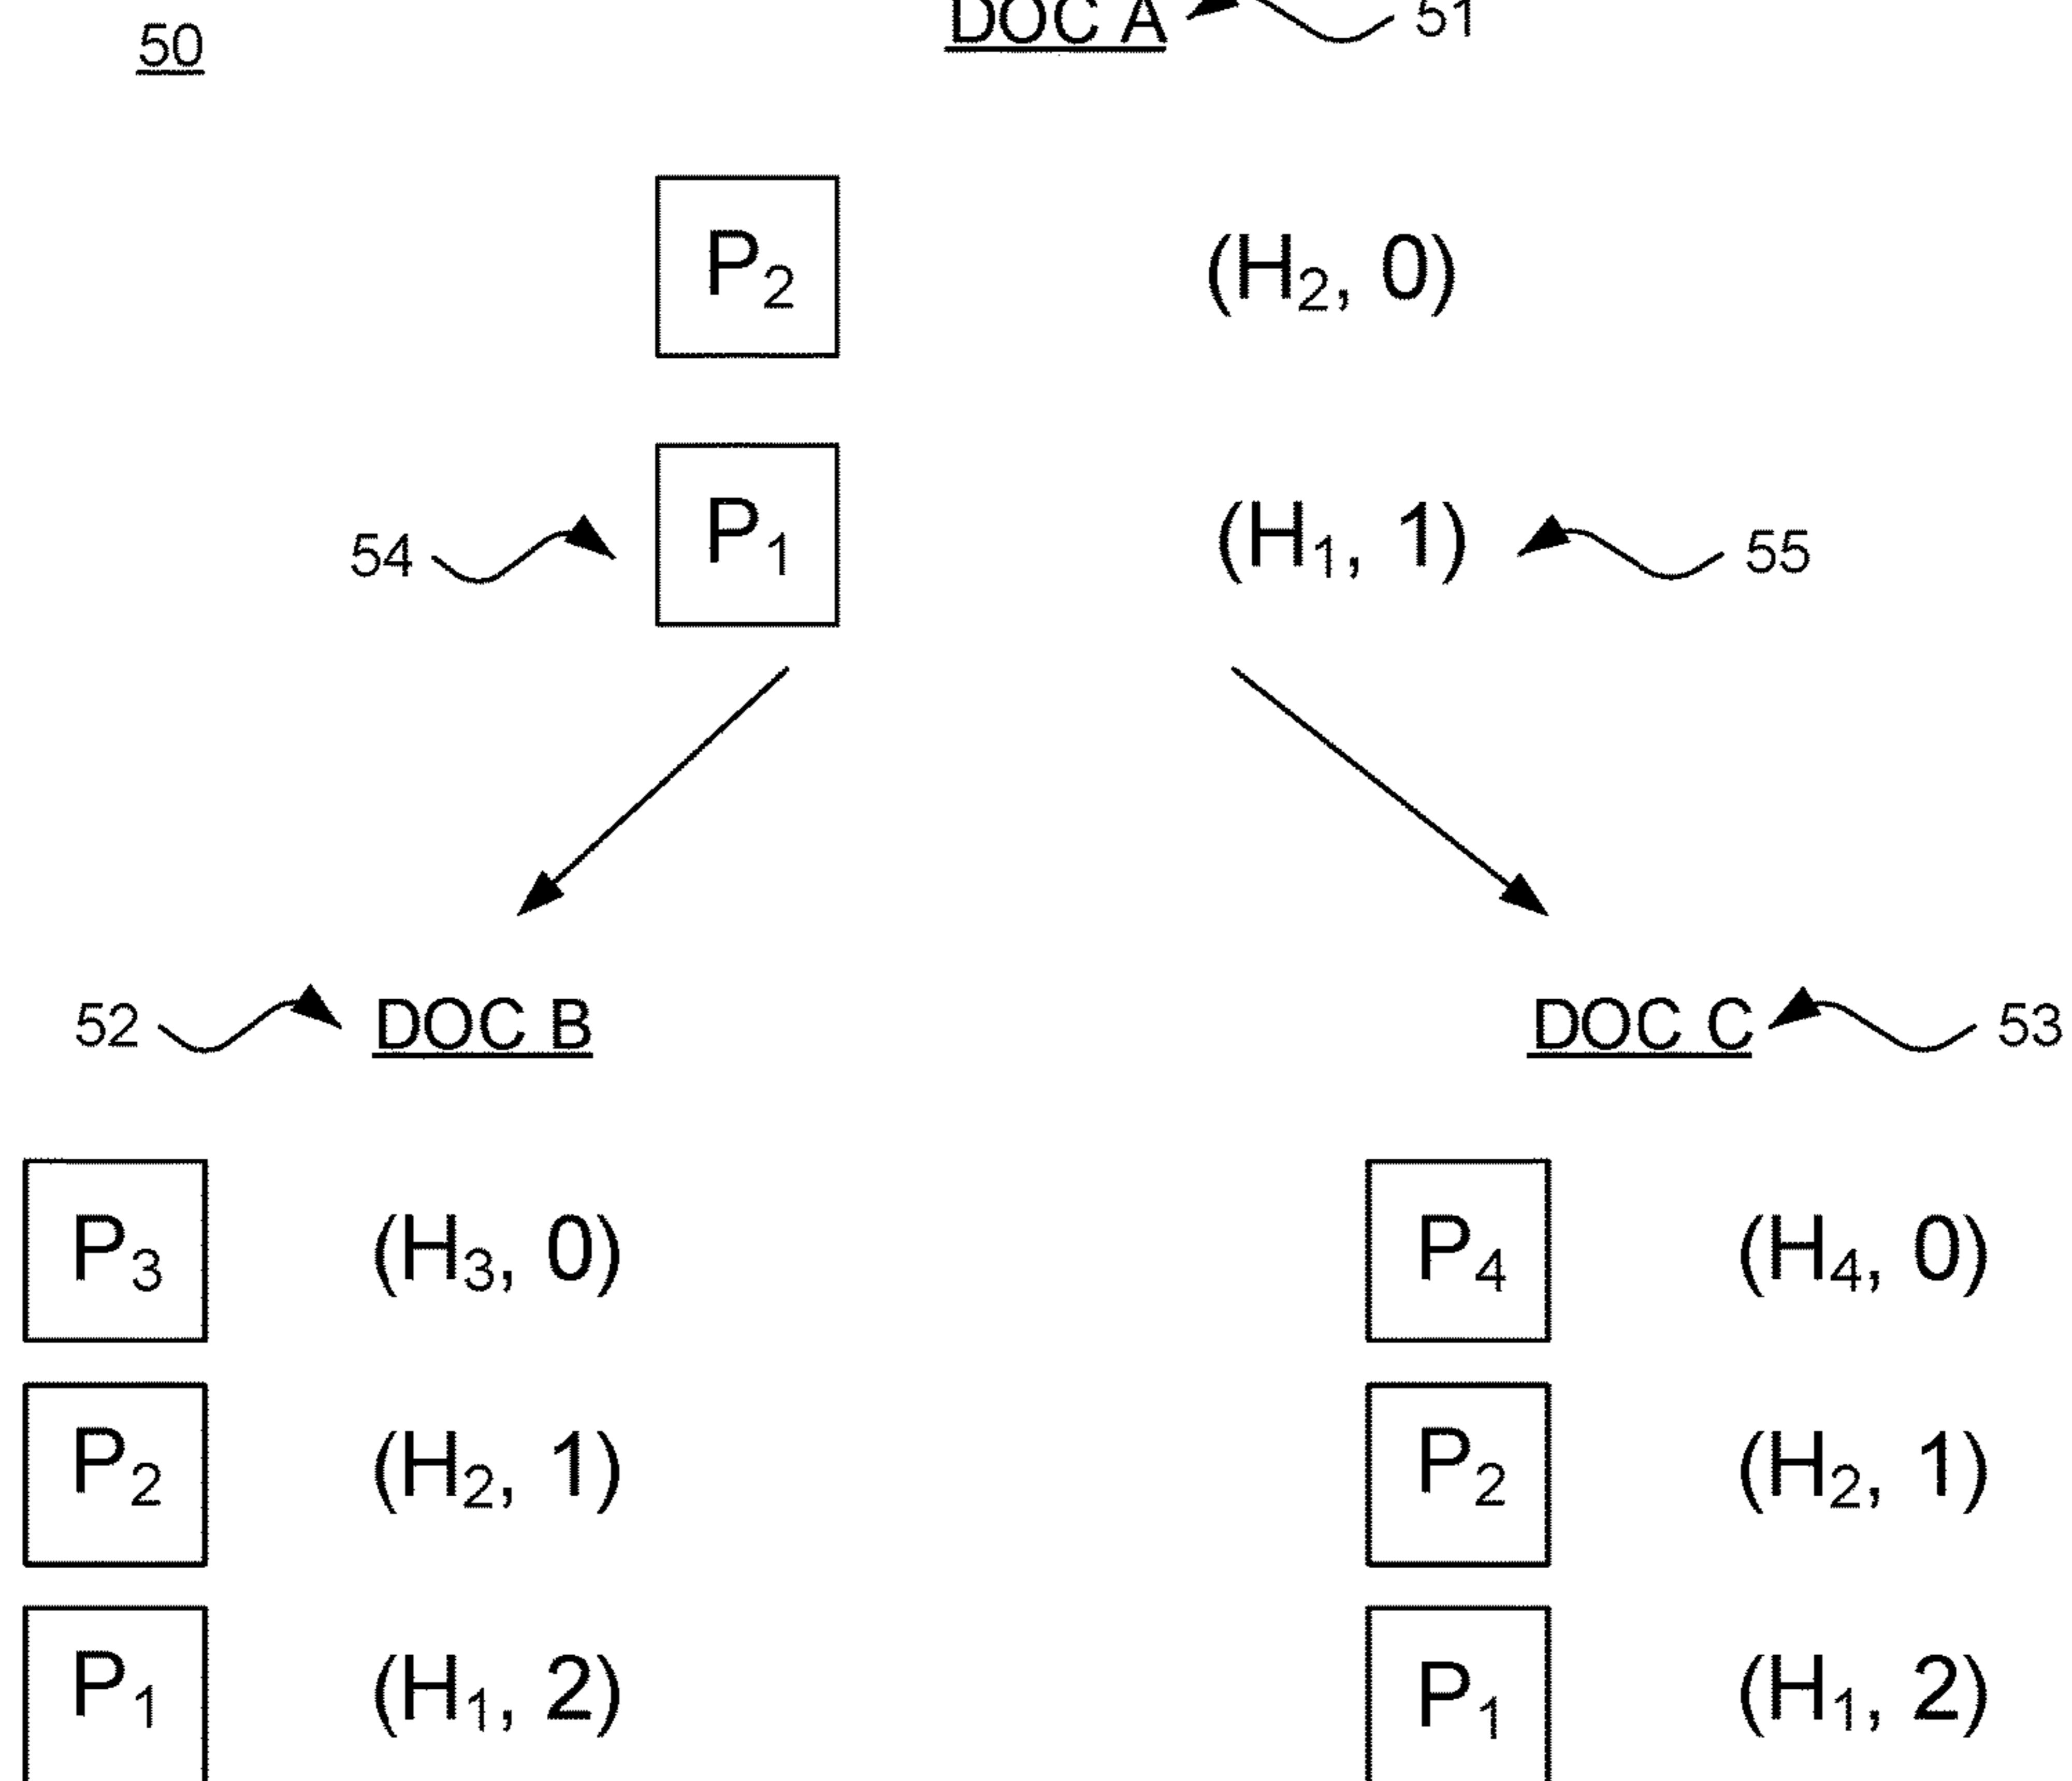 DOC A 51
50
P₂ (H₂, 0)
54 P₁ (H₁, 1) 55
52 DOC B DOC C 53
P₃ (H₃, 0) P₄ (H₄, 0)
P₂ (H₂, 1) P₂ (H₂, 1)
P₁ (H₁, 2) P₁ (H₁, 2)